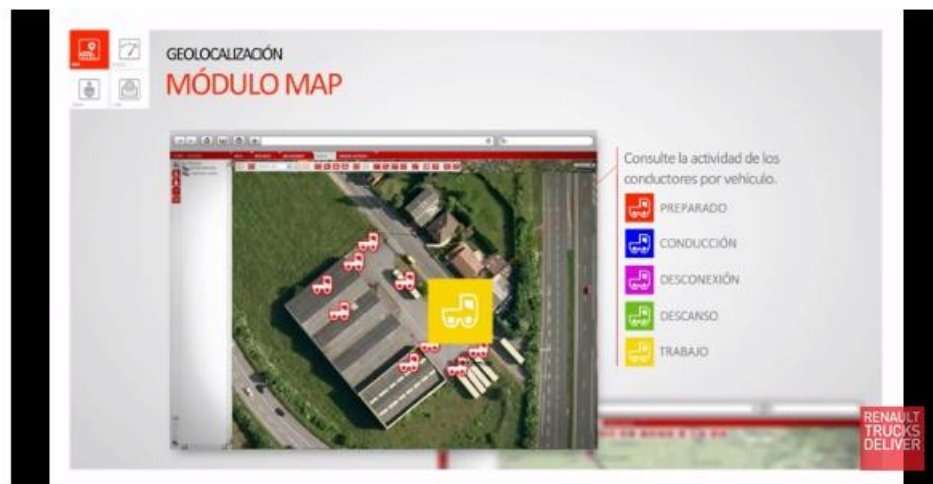 GEOLOCALIZACIÓN
MÓDULO MAP
Consulte la actividad de los
conductores por vehículo.
PREPARADO
CONDUCCIÓN
DESCONEXIÓN
DESCANSO
TRABAJO
RENAULT
TRUCKS
DELIVER